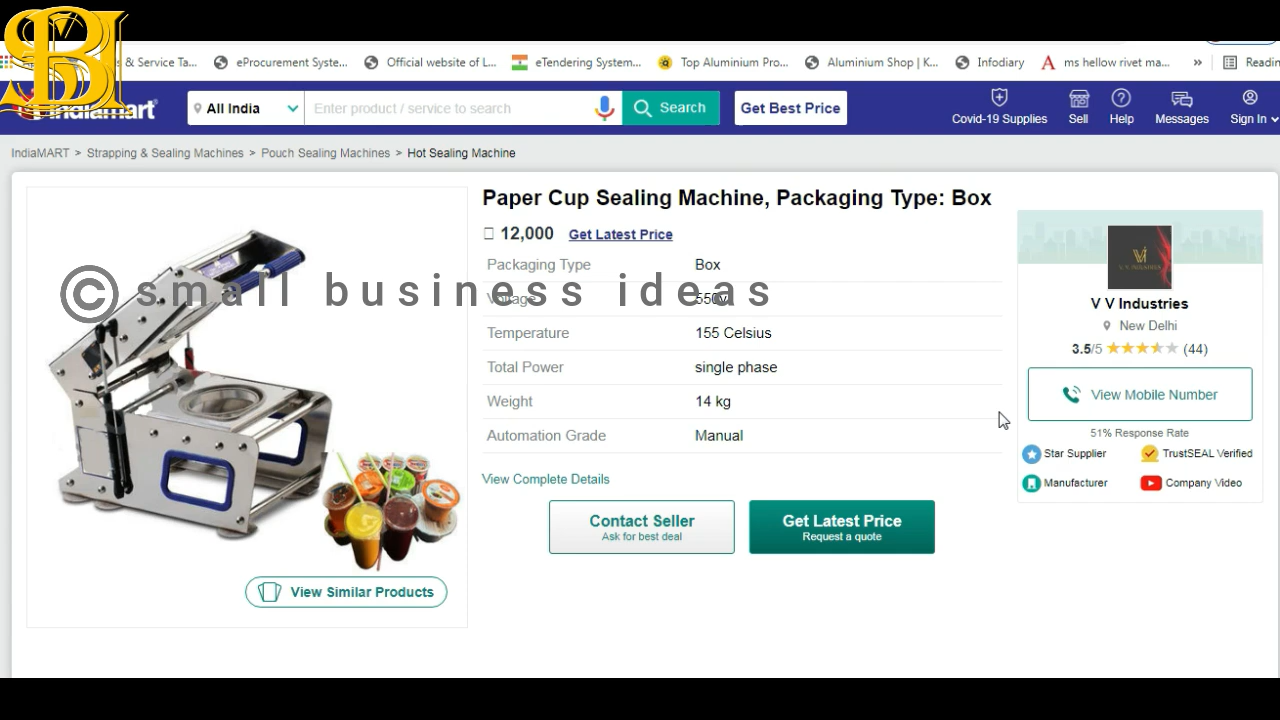 SBI
s & Service Ta... eProcurement Syste... Official website of L... eTendering System... Top Aluminium Pro... Aluminium Shop | K... Infodiary ms hellow rivet ma... » Readin
indiamart All India Enter product / service to search Search Get Best Price Covid-19 Supplies Sell Help Messages Sign In
IndiaMART > Strapping & Sealing Machines > Pouch Sealing Machines > Hot Sealing Machine
Paper Cup Sealing Machine, Packaging Type: Box
12,000 Get Latest Price
Packaging Type Box
© small business ideas
Voltage 550v
Temperature 155 Celsius
Total Power single phase
Weight 14 kg
Automation Grade Manual
View Complete Details
Contact Seller
Ask for best deal
Get Latest Price
Request a quote
View Similar Products
V V Industries
New Delhi
3.5/5 (44)
View Mobile Number
51% Response Rate
Star Supplier TrustSEAL Verified
Manufacturer Company Video